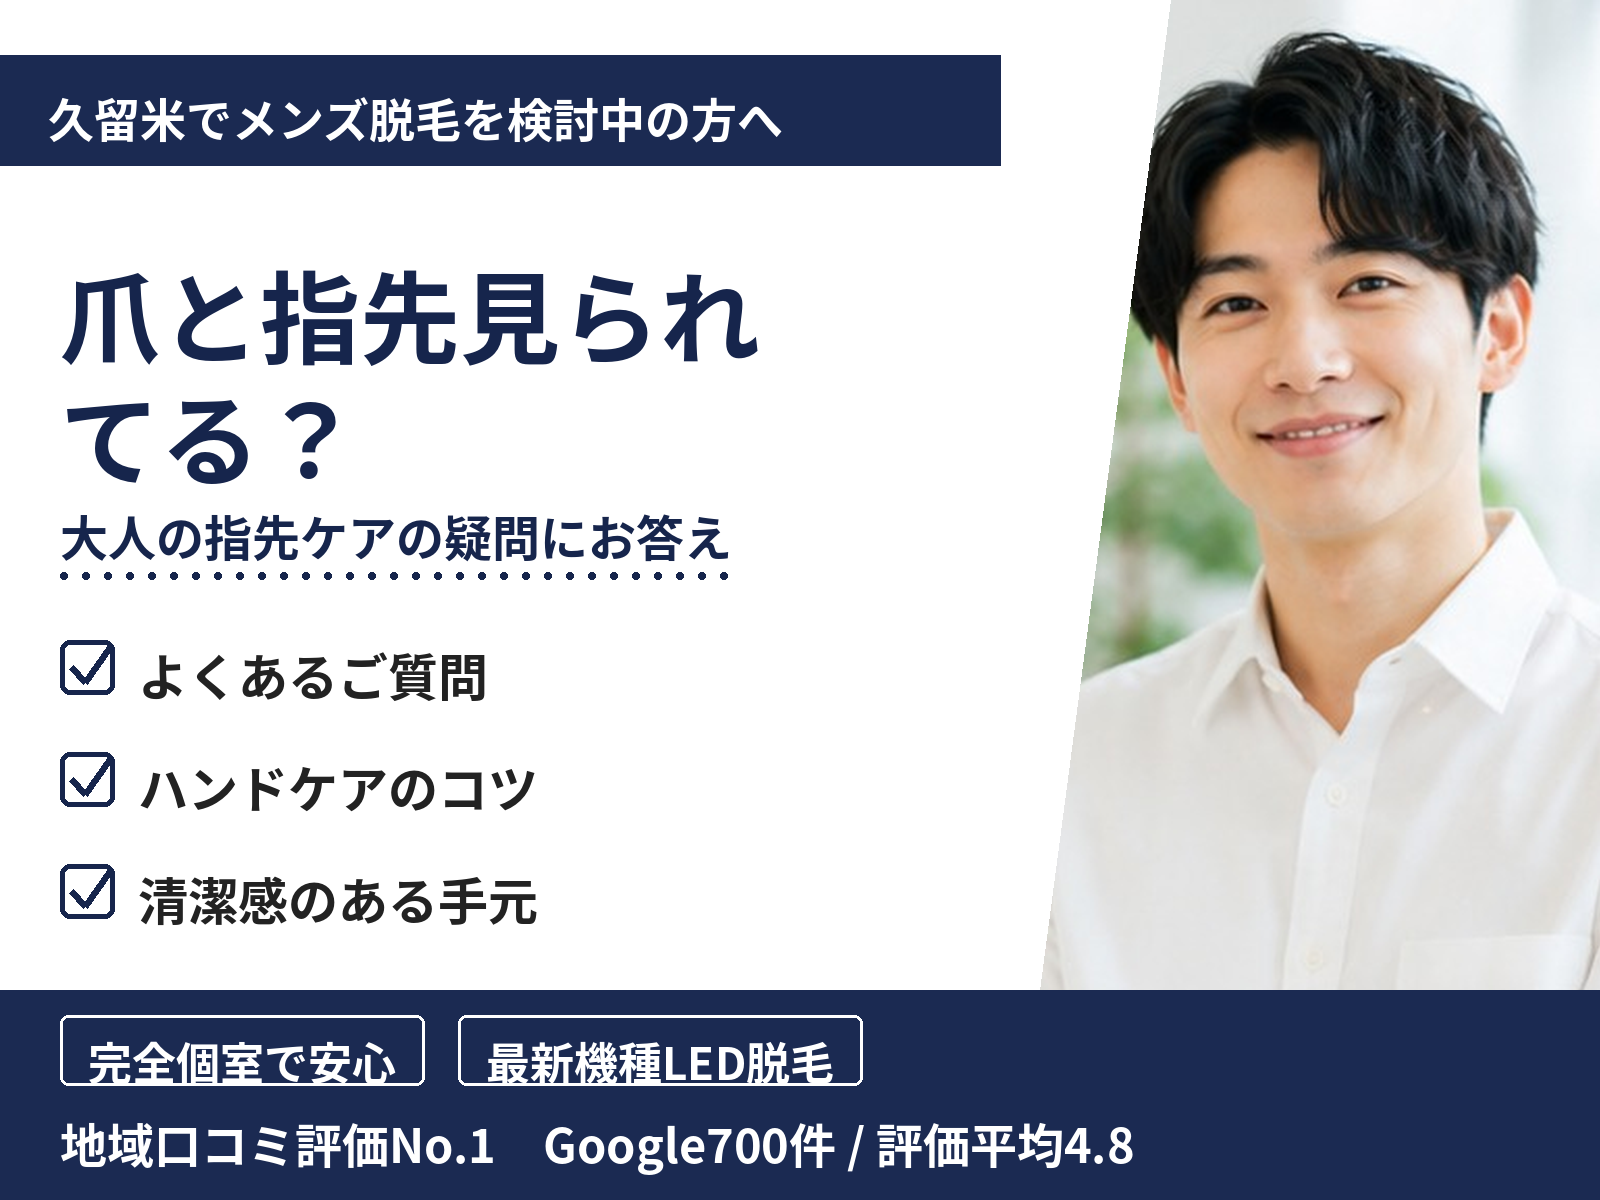 久留米でメンズ脱毛を検討中の方へ
爪と指先見られ
てる？
大人の指先ケアの疑問にお答え
よくあるご質問
ハンドケアのコツ
清潔感のある手元
完全個室で安心
最新機種LED脱毛
地域口コミ評価No.1　Google700件 / 評価平均4.8